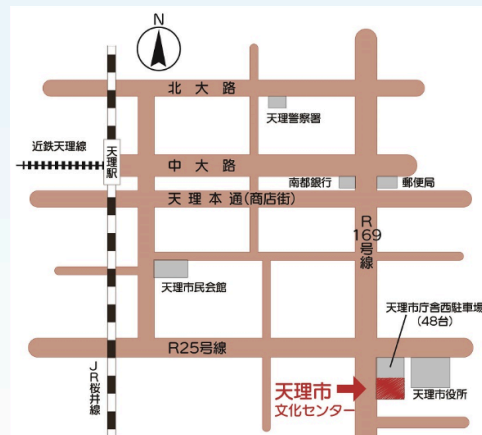 N
北大路
天理警察署
近鉄天理線
天理駅
中大路
南都銀行
郵便局
天理本通(商店街)
R
169号線
天理市民会館
天理市庁舎西駐車場
(48台)
R25号線
JR桜井線
天理市
文化センター
天理市役所